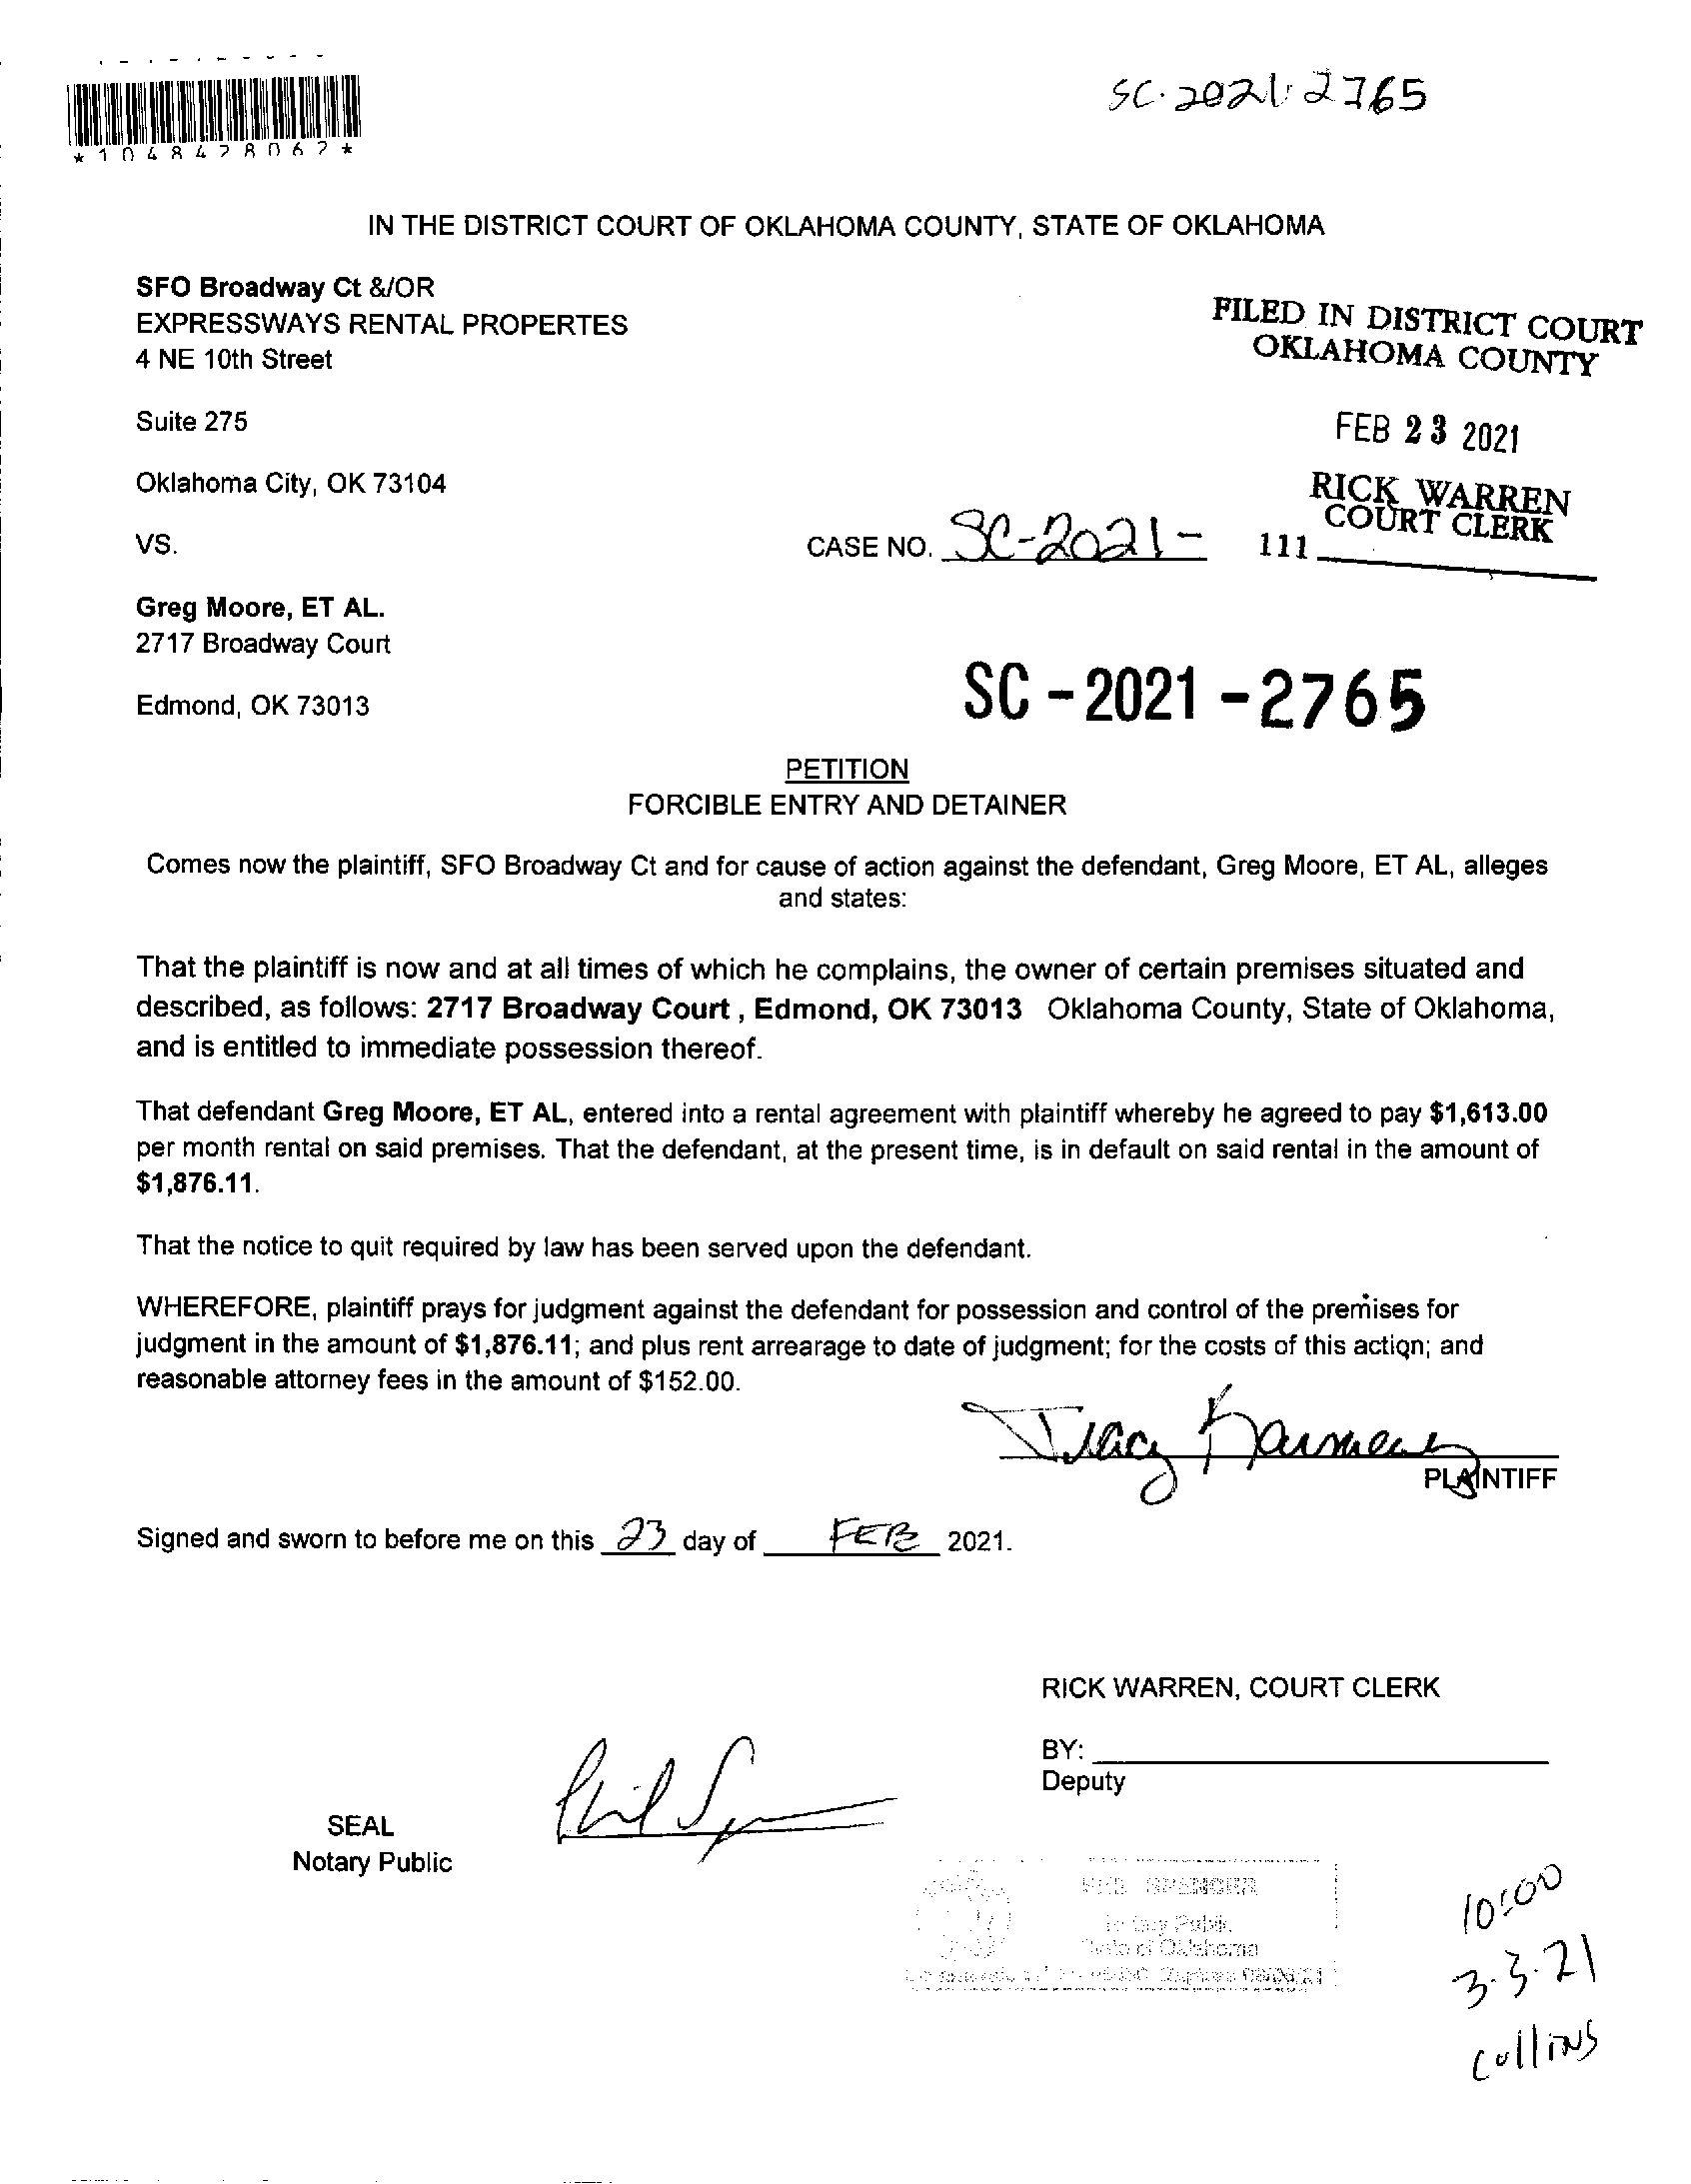 SC-2021-2765
*1048428062*
IN THE DISTRICT COURT OF OKLAHOMA COUNTY, STATE OF OKLAHOMA
SFO Broadway Ct &/OR
EXPRESSWAYS RENTAL PROPERTES
4 NE 10th Street
Suite 275
Oklahoma City, OK 73104
VS.
Greg Moore, ET AL.
2717 Broadway Court
Edmond, OK 73013
FILED IN DISTRICT COURT
OKLAHOMA COUNTY
FEB 23 2021
RICK WARREN
COURT CLERK
111
CASE NO. SC-2021-
SC-2021-2765
PETITION
FORCIBLE ENTRY AND DETAINER
Comes now the plaintiff, SFO Broadway Ct and for cause of action against the defendant, Greg Moore, ET AL, alleges
and states:
That the plaintiff is now and at all times of which he complains, the owner of certain premises situated and
described, as follows: 2717 Broadway Court , Edmond, OK 73013 Oklahoma County, State of Oklahoma,
and is entitled to immediate possession thereof.
That defendant Greg Moore, ET AL, entered into a rental agreement with plaintiff whereby he agreed to pay $1,613.00
per month rental on said premises. That the defendant, at the present time, is in default on said rental in the amount of
$1,876.11.
That the notice to quit required by law has been served upon the defendant.
WHEREFORE, plaintiff prays for judgment against the defendant for possession and control of the premises for
judgment in the amount of $1,876.11; and plus rent arrearage to date of judgment; for the costs of this action; and
reasonable attorney fees in the amount of $152.00.
Tracy
PLAINTIFF
Signed and sworn to before me on this 23 day of FEB 2021.
RICK WARREN, COURT CLERK
BY:
Deputy
Phil
SEAL
Notary Public
SPENCER
Notary Public
State of Oklahoma
10:00
3-3-21
Collins